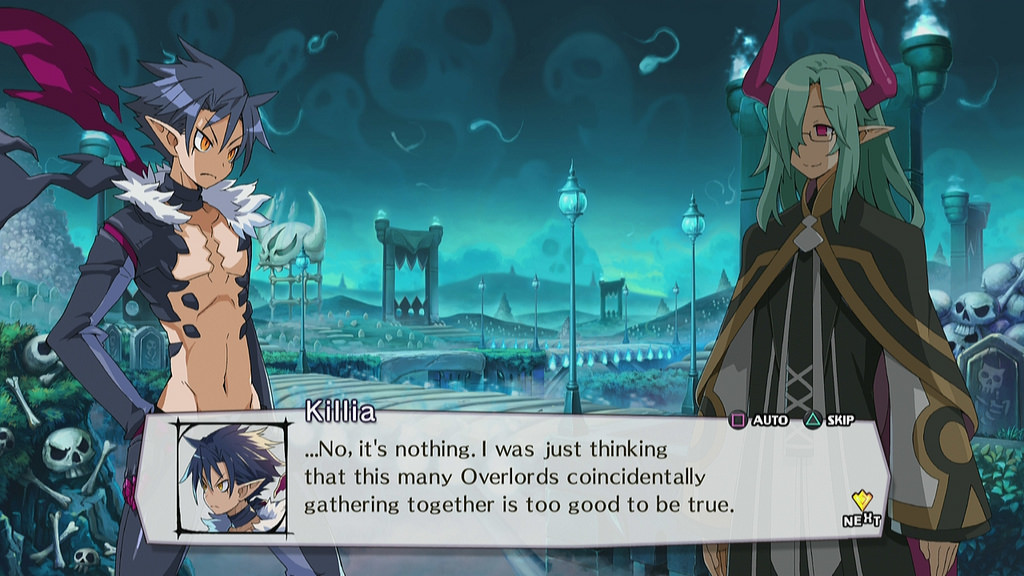 Killia
AUTO SKIP
...No, it's nothing. I was just thinking
that this many Overlords coincidentally
gathering together is too good to be true.
NEXT